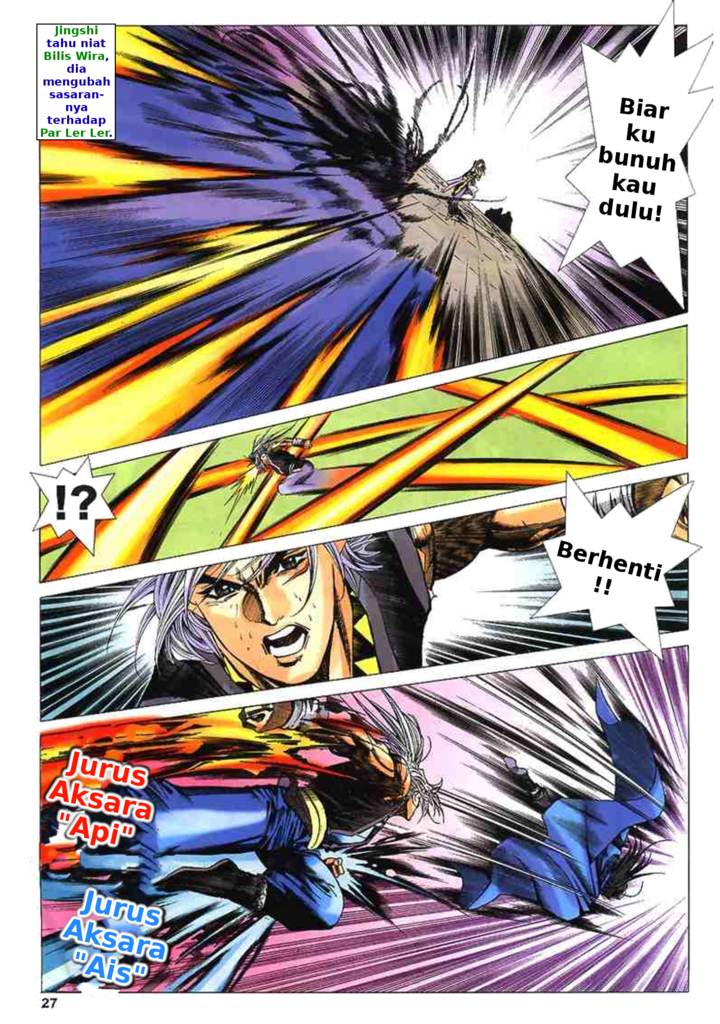 Jingshi
tahu niat
Bilis Wira,
dia
mengubah
sasaran-
nya
terhadap
Par Ler Ler.
Biar
ku
bunuh
kau
dulu!
!?
Berhenti
!!
Jurus
Aksara
"Api"
Jurus
Aksara
"Ais"
27